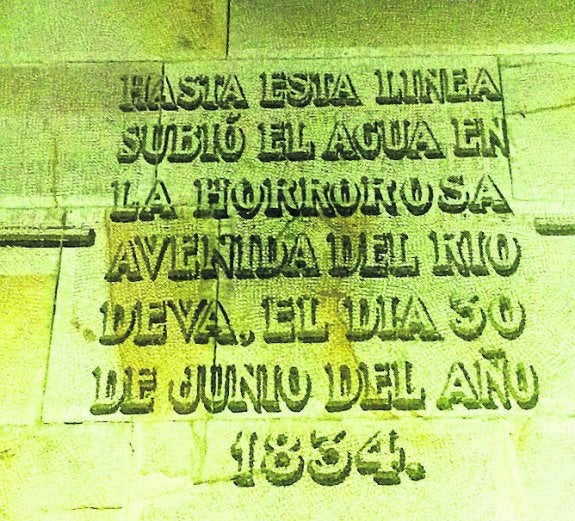 HASTA ESTA LINEA
SUBIÓ EL AGUA EN
LA HORROROSA
AVENIDA DEL RIO
DEVA, EL DIA 30
DE JUNIO DEL AÑO
1834.